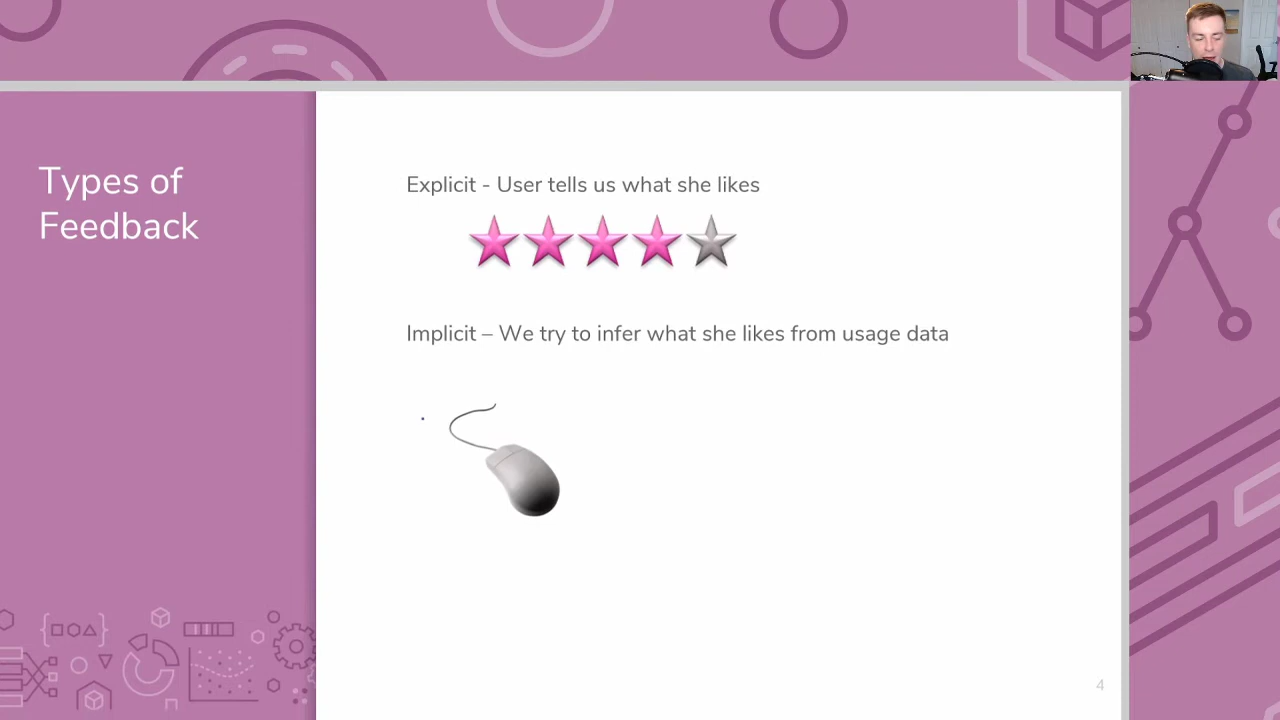 Types of
Feedback
Explicit - User tells us what she likes
Implicit – We try to infer what she likes from usage data
4